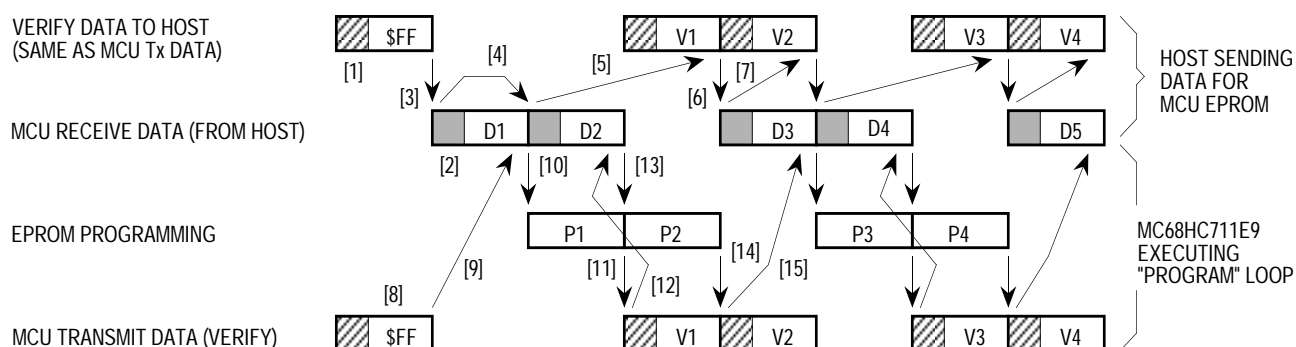 VERIFY DATA TO HOST
(SAME AS MCU Tx DATA)
$FF
V1
V2
V3
V4
[1]
[3]
[4]
[5]
[6]
[7]
HOST SENDING
DATA FOR
MCU EPROM
MCU RECEIVE DATA (FROM HOST)
D1
D2
D3
D4
D5
[2]
[10]
[13]
EPROM PROGRAMMING
P1
P2
P3
P4
[9]
[11]
[12]
[14]
[15]
MC68HC711E9
EXECUTING
"PROGRAM" LOOP
[8]
MCU TRANSMIT DATA (VERIFY)
$FF
V1
V2
V3
V4